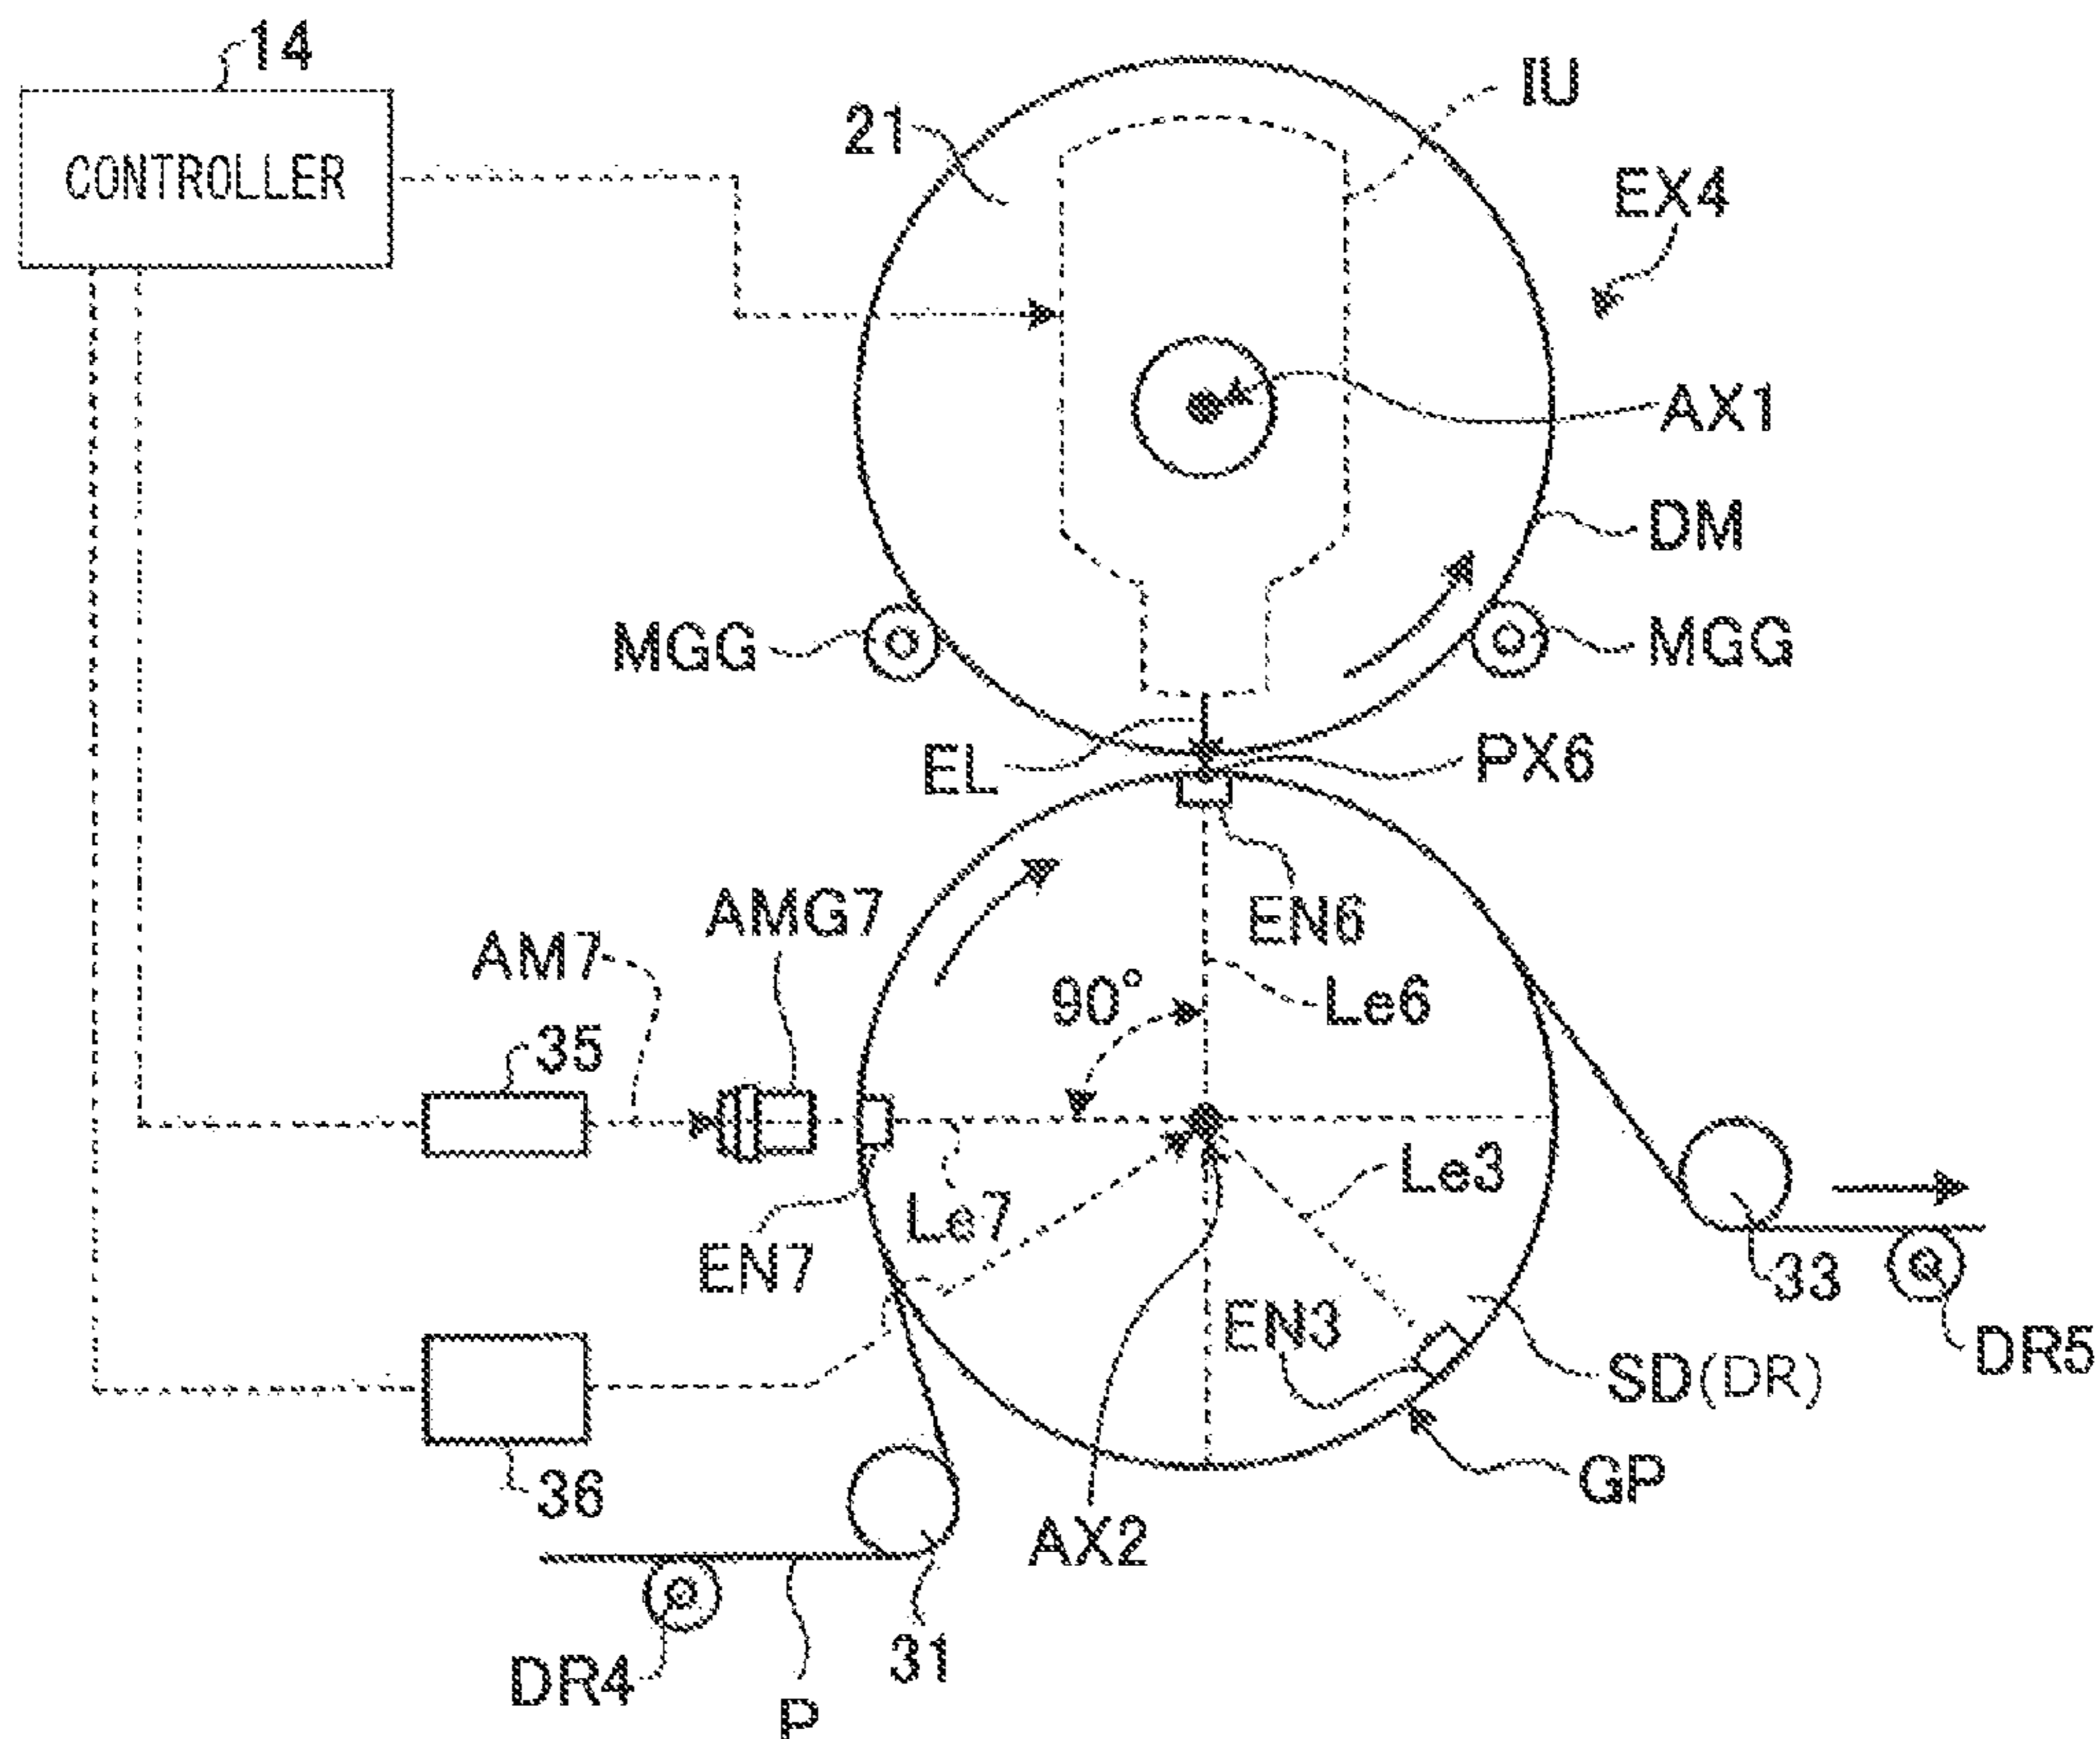 14
IU
21
CONTROLLER
EX4
AX1
DM
MGG
MGG
EL
PX6
AMG7
EN6
AM7
90°
Le6
35
Le3
Le7
EN7
33
EN3
DR5
SD(DR)
36
GP
AX2
31
DR4
P